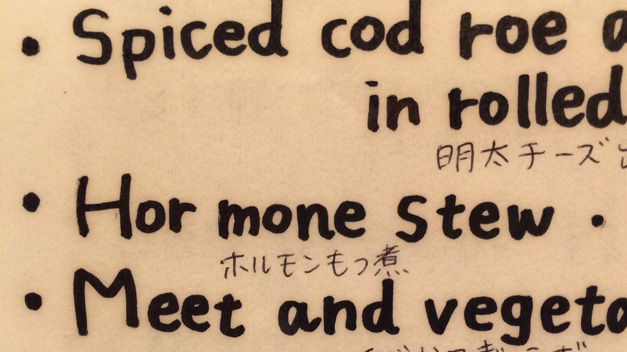 • Spiced cod roe
in rolled
明太チーズ
• Hor mone stew •
ホルモンもつ煮
• Meet and